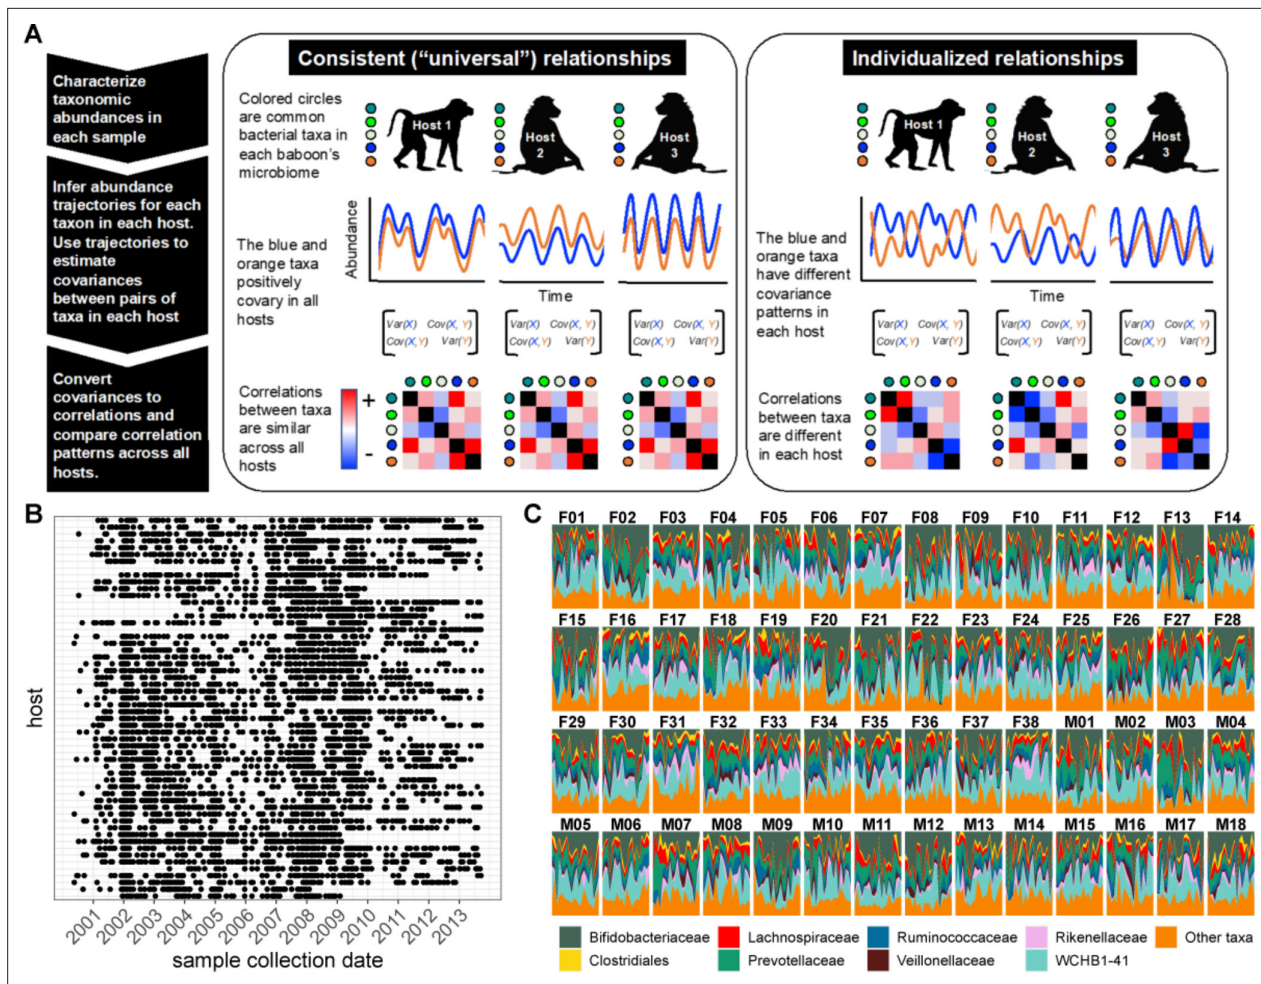 A
Characterize
taxonomic
abundances in
each sample
Infer abundance
trajectories for each
taxon in each host.
Use trajectories to
estimate
covariances
between pairs of
taxa in each host
Convert
covariances to
correlations and
compare correlation
patterns across all
hosts.
Consistent (“universal”) relationships
Colored circles
are common
bacterial taxa in
each baboon's
microbiome
Host 1
Host
2
Host
3
The blue and
orange taxa
positively
covary in all
hosts
Abundance
Time
Var(X) Cov(X, Y)
Cov(X,Y) Var(Y)
Var(X) Cov(X, Y)
Cov(X,Y) Var(Y)
Var(X) Cov(X, Y)
Cov(X,Y) Var(Y)
Correlations
between taxa
are similar
across all
hosts
+
-
Individualized relationships
Host 1
Host
2
Host
3
The blue and
orange taxa
have different
covariance
patterns in
each host
Time
Var(X) Cov(X, Y)
Cov(X,Y) Var(Y)
Var(X) Cov(X, Y)
Cov(X,Y) Var(Y)
Var(X) Cov(X, Y)
Cov(X,Y) Var(Y)
Correlations
between taxa
are different
in each host
B
host
2001 2002 2003 2004 2005 2006 2007 2008 2009 2010 2011 2012 2013
sample collection date
C
F01 F02 F03 F04 F05 F06 F07 F08 F09 F10 F11 F12 F13 F14
F15 F16 F17 F18 F19 F20 F21 F22 F23 F24 F25 F26 F27 F28
F29 F30 F31 F32 F33 F34 F35 F36 F37 F38 M01 M02 M03 M04
M05 M06 M07 M08 M09 M10 M11 M12 M13 M14 M15 M16 M17 M18
Bifidobacteriaceae Lachnospiraceae Ruminococcaceae Rikenellaceae Other taxa
Clostridiales Prevotellaceae Veillonellaceae WCHB1-41